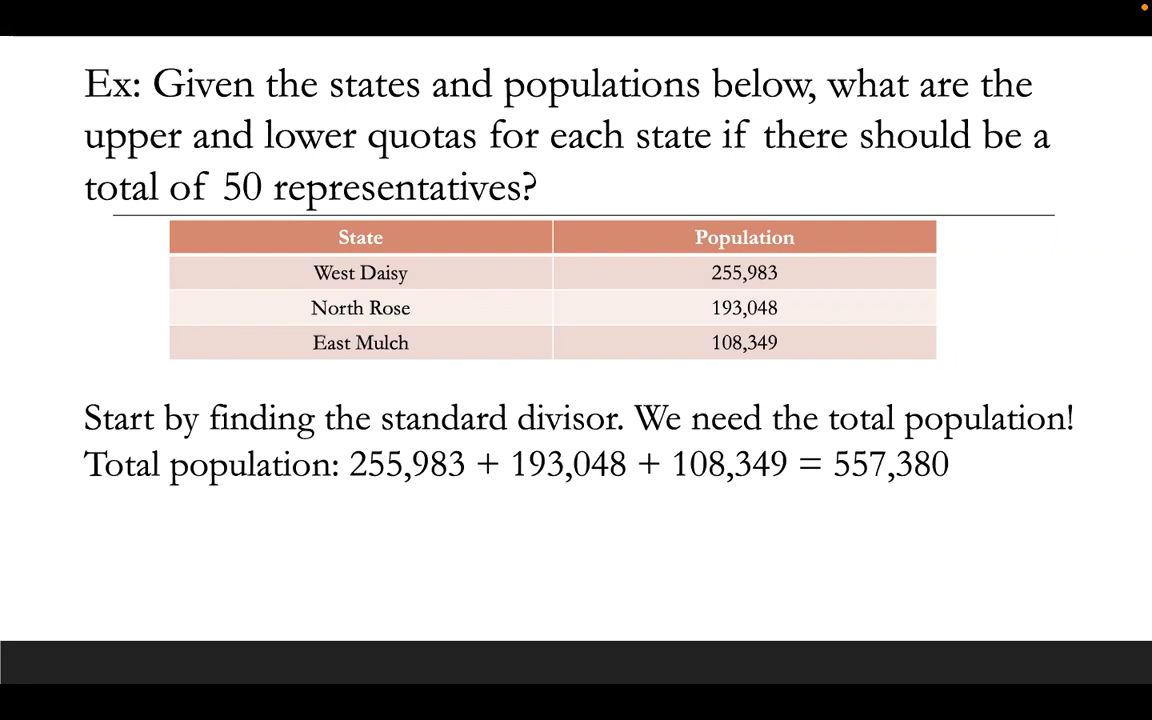 Ex: Given the states and populations below, what are the
upper and lower quotas for each state if there should be a
total of 50 representatives?
State Population
West Daisy 255,983
North Rose 193,048
East Mulch 108,349
Start by finding the standard divisor. We need the total population!
Total population: 255,983 + 193,048 + 108,349 = 557,380